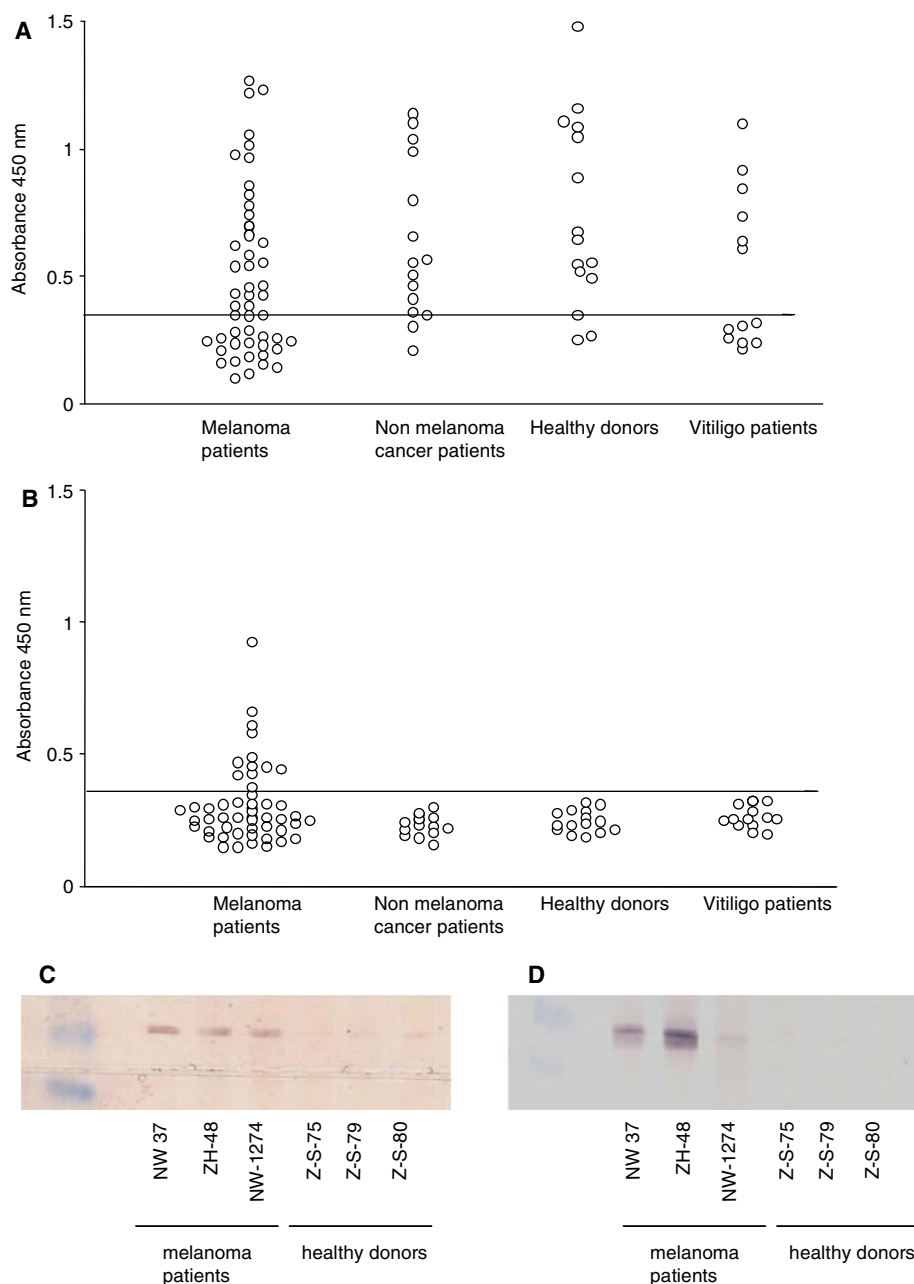 A
1.5
1
0.5
0
Absorbance 450 nm
Melanoma
patients
Non melanoma
cancer patients
Healthy donors
Vitiligo patients
B
1.5
1
0.5
0
Absorbance 450 nm
Melanoma
patients
Non melanoma
cancer patients
Healthy donors
Vitiligo patients
C
NW 37
ZH-48
NW-1274
Z-S-75
Z-S-79
Z-S-80
melanoma
patients
healthy donors
D
NW 37
ZH-48
NW-1274
Z-S-75
Z-S-79
Z-S-80
melanoma
patients
healthy donors